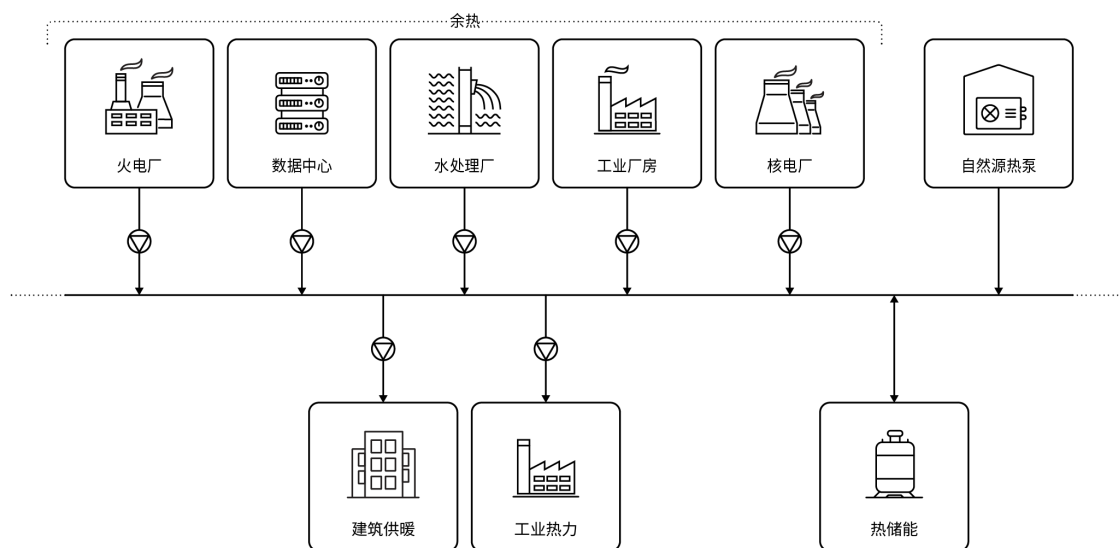 余热
火电厂
数据中心
水处理厂
工业厂房
核电厂
自然源热泵
建筑供暖
工业热力
热储能